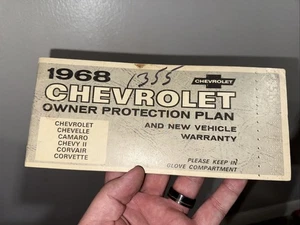 1968
1355
CHEVROLET
CHEVROLET
OWNER PROTECTION PLAN
AND NEW VEHICLE
WARRANTY
CHEVROLET
CHEVELLE
CAMARO
CHEVY II
CORVAIR
CORVETTE
PLEASE KEEP IN
GLOVE COMPARTMENT